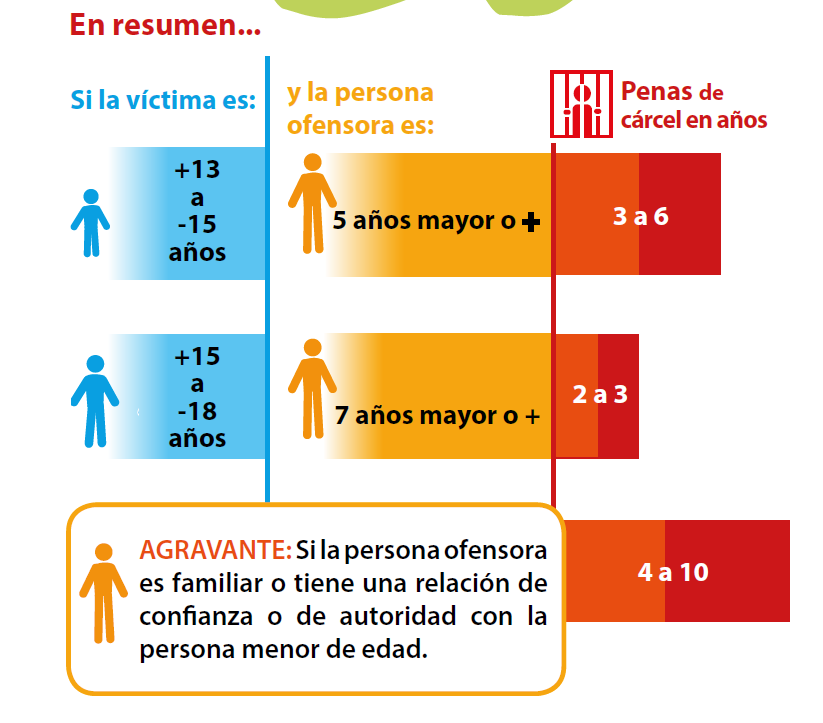 En resumen...
Si la víctima es:
y la persona
ofensora es:
Penas de
cárcel en años
+13
a
-15
años
5 años mayor o +
3 a 6
+15
a
-18
años
7 años mayor o +
2 a 3
AGRAVANTE: Si la persona ofensora
es familiar o tiene una relación de
confianza o de autoridad con la
persona menor de edad.
4 a 10